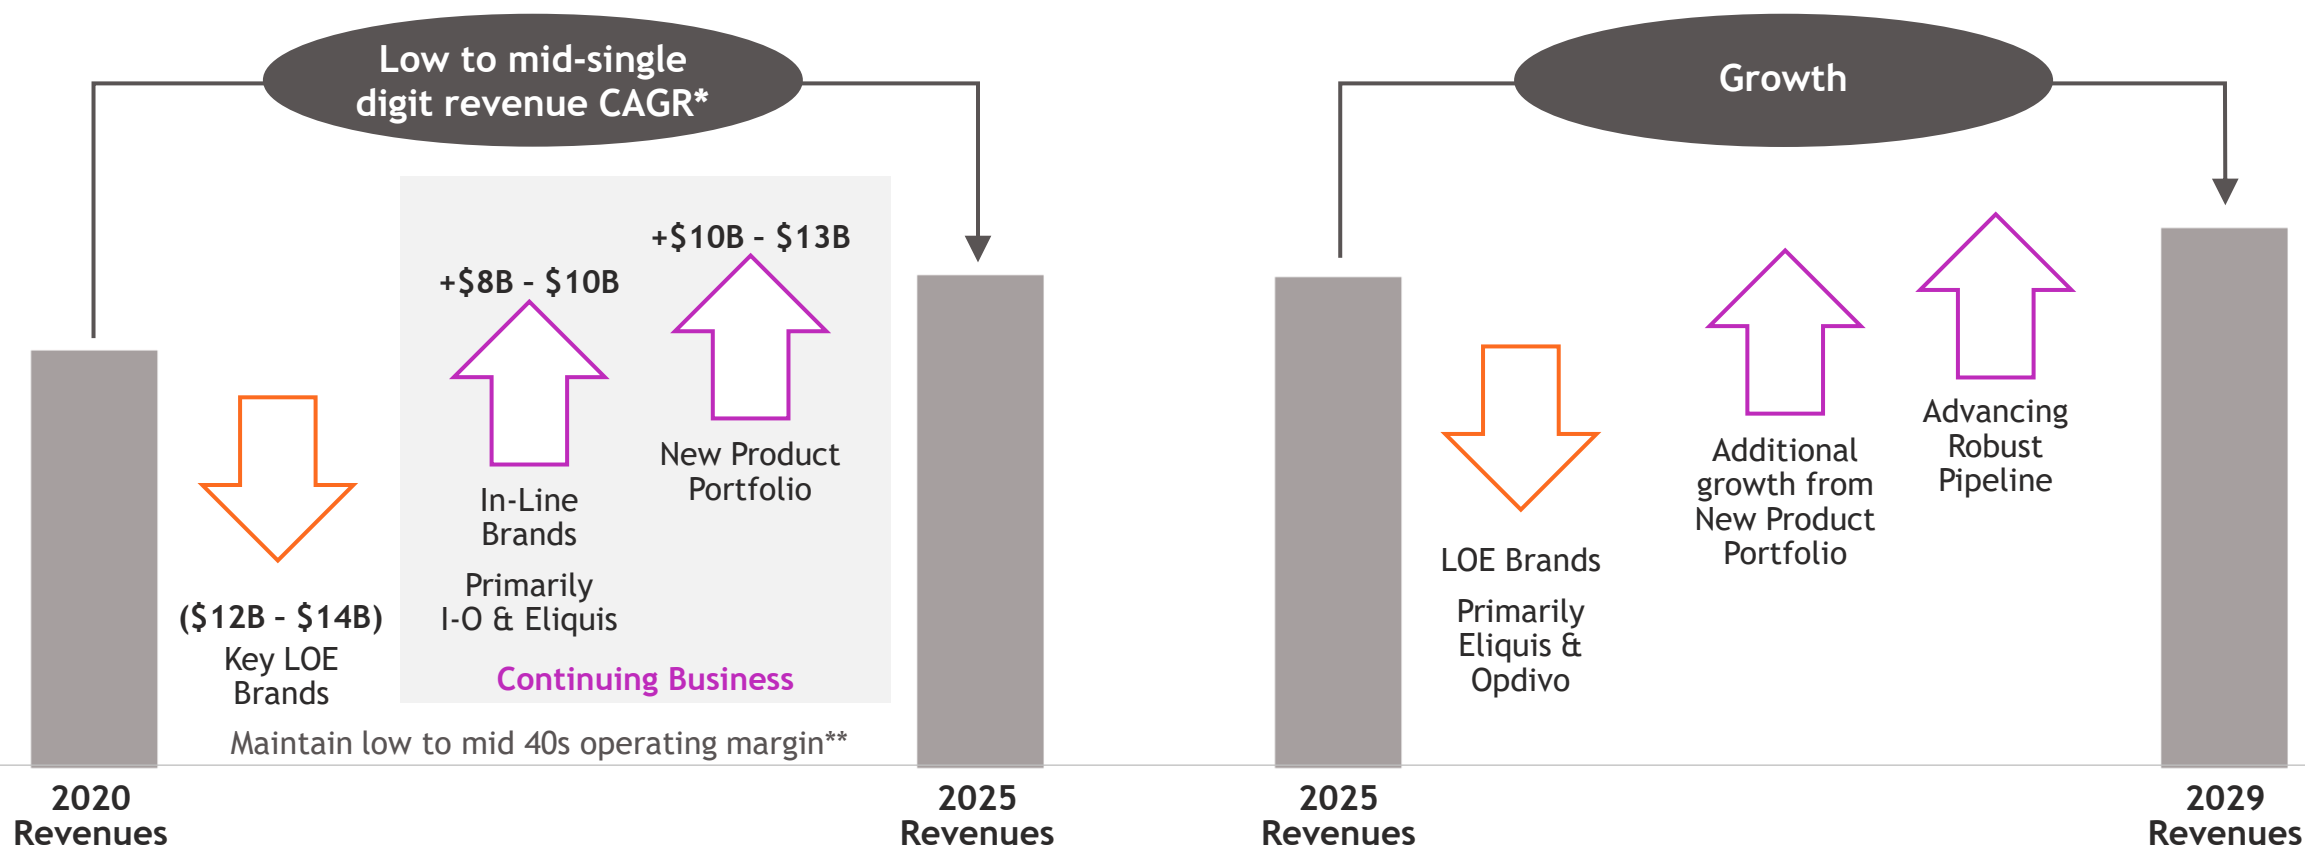 Low to mid-single
digit revenue CAGR*
+$10B – $13B
+$8B – $10B
New Product
Portfolio
In-Line
Brands
Primarily
I-O & Eliquis
Continuing Business
($12B – $14B)
Key LOE
Brands
Maintain low to mid 40s operating margin**
2020
Revenues
2025
Revenues
Growth
LOE Brands
Primarily
Eliquis &
Opdivo
Additional
growth from
New Product
Portfolio
Advancing
Robust
Pipeline
2025
Revenues
2029
Revenues